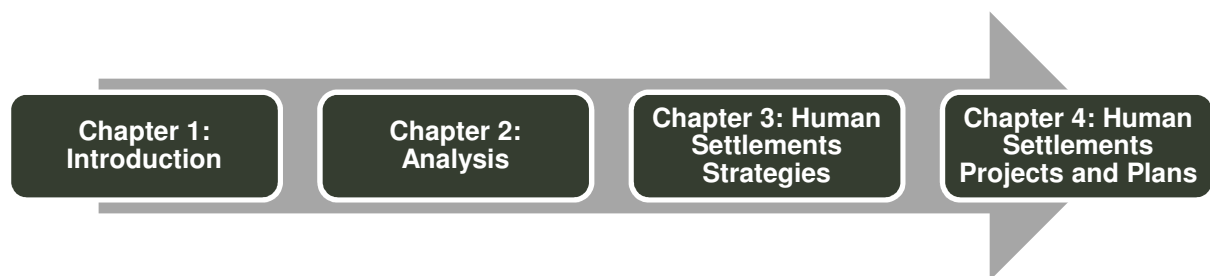 Chapter 1:
Introduction
Chapter 2:
Analysis
Chapter 3: Human
Settlements
Strategies
Chapter 4: Human
Settlements
Projects and Plans